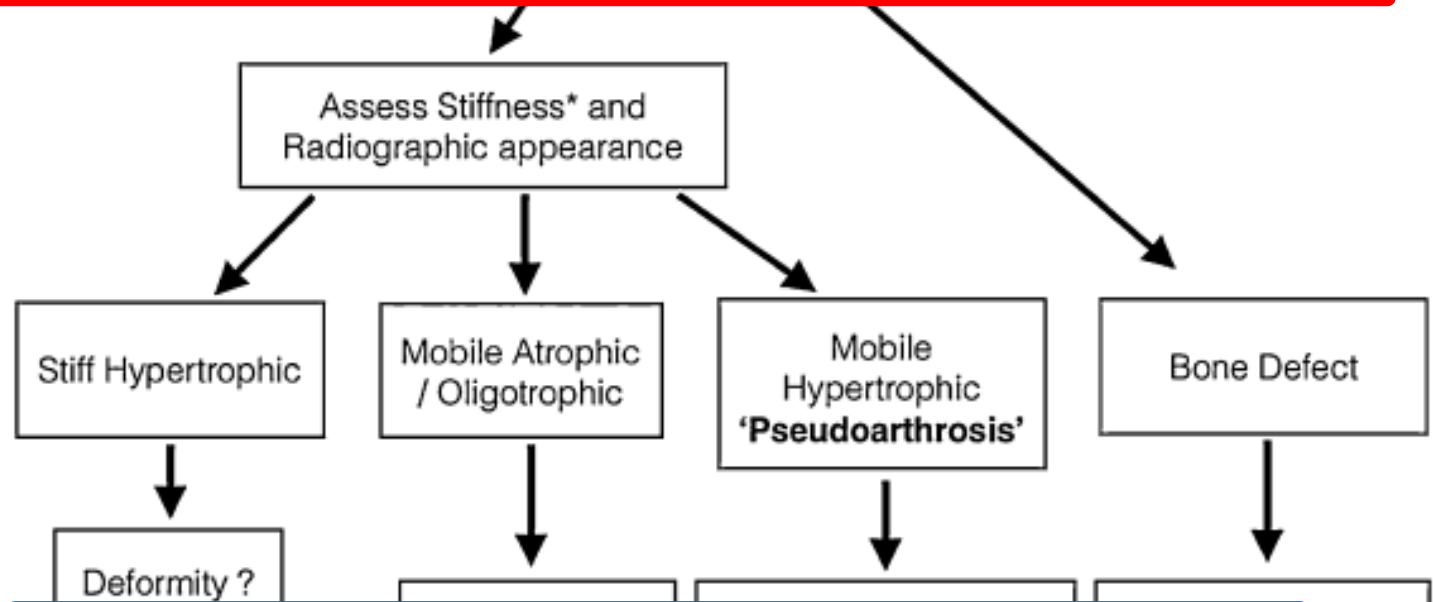 Assess Stiffness* and
Radiographic appearance
Stiff Hypertrophic
Mobile Atrophic
/ Oligotrophic
Mobile
Hypertrophic
‘Pseudoarthrosis’
Bone Defect
Deformity ?